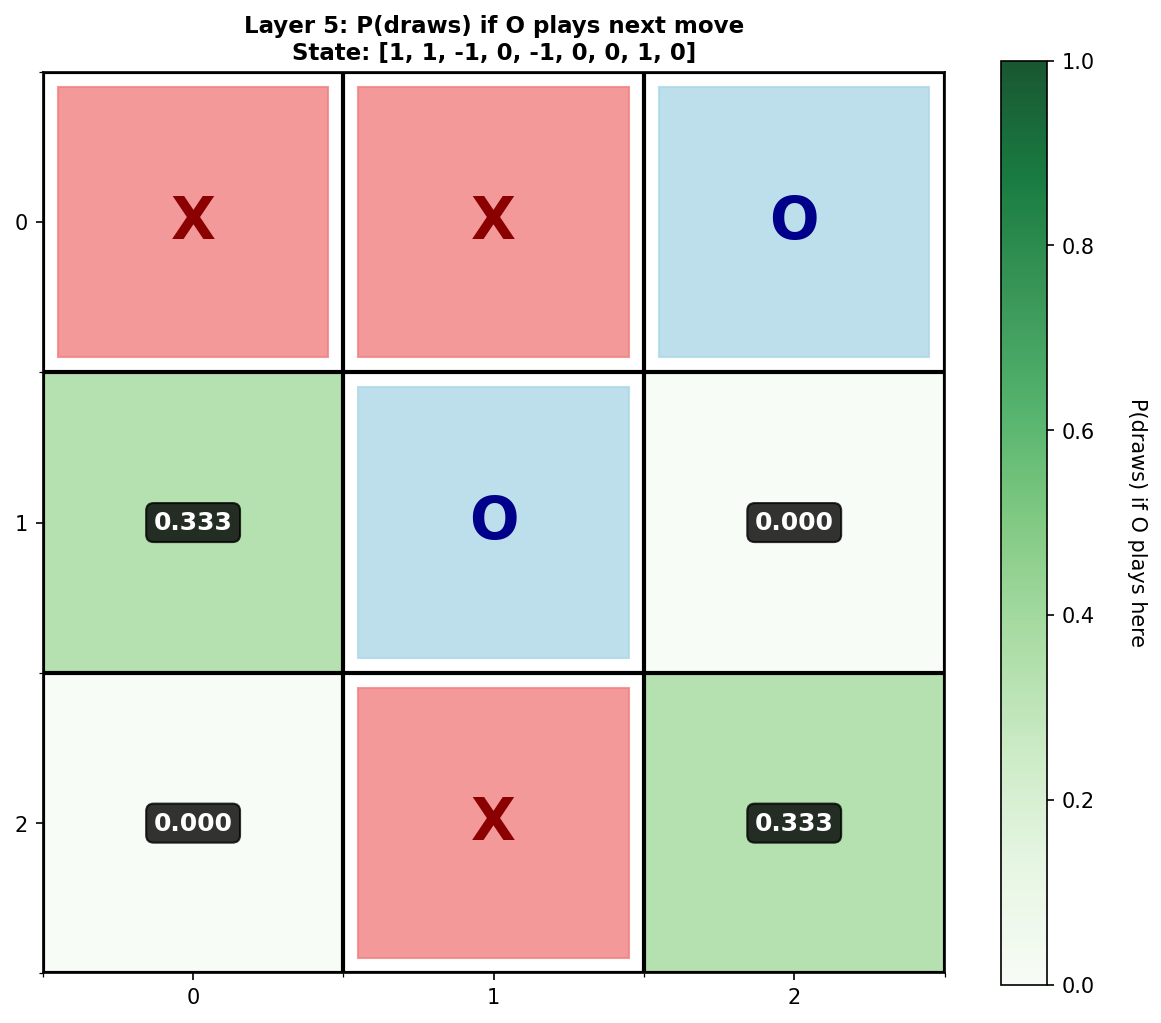 Layer 5: P(draws) if O plays next move
State: [1, 1, -1, 0, -1, 0, 0, 1, 0]
X X O
0
0.333 O 0.000
1
0.000 X 0.333
2
0 1 2
1.0
0.8
0.6
0.4
0.2
0.0
P(draws) if O plays here